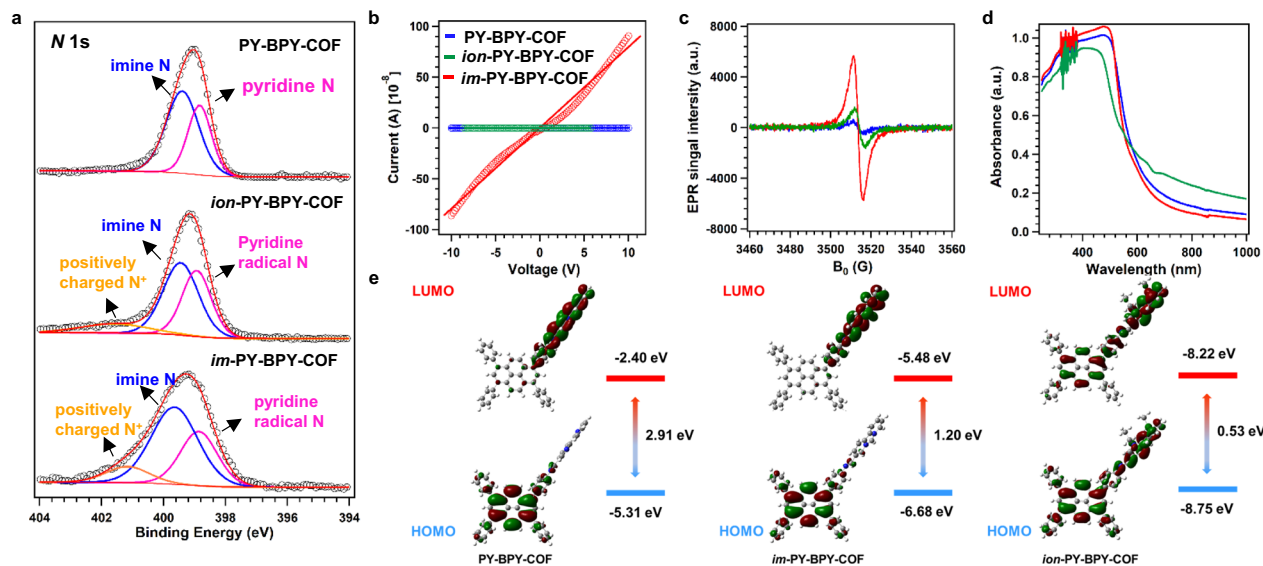 a
N 1s
PY-BPY-COF
imine N
pyridine N
ion-PY-BPY-COF
imine N
Pyridine
radical N
positively
charged N⁺
im-PY-BPY-COF
imine N
positively
charged N⁺
pyridine
radical N
404 402 400 398 396 394
Binding Energy (eV)
b
100
50
0
-50
-100
Current (A) [10⁻⁸]
PY-BPY-COF
ion-PY-BPY-COF
im-PY-BPY-COF
-10 -5 0 5 10
Voltage (V)
c
8000
4000
0
-4000
-8000
EPR singal intensity (a.u.)
3460 3480 3500 3520 3540 3560
B₀ (G)
d
1.0
0.8
0.6
0.4
0.2
0.0
Absorbance (a.u.)
400 600 800 1000
Wavelength (nm)
e
LUMO
-2.40 eV
2.91 eV
-5.31 eV
HOMO
PY-BPY-COF
LUMO
-5.48 eV
1.20 eV
-6.68 eV
HOMO
im-PY-BPY-COF
LUMO
-8.22 eV
0.53 eV
-8.75 eV
HOMO
ion-PY-BPY-COF